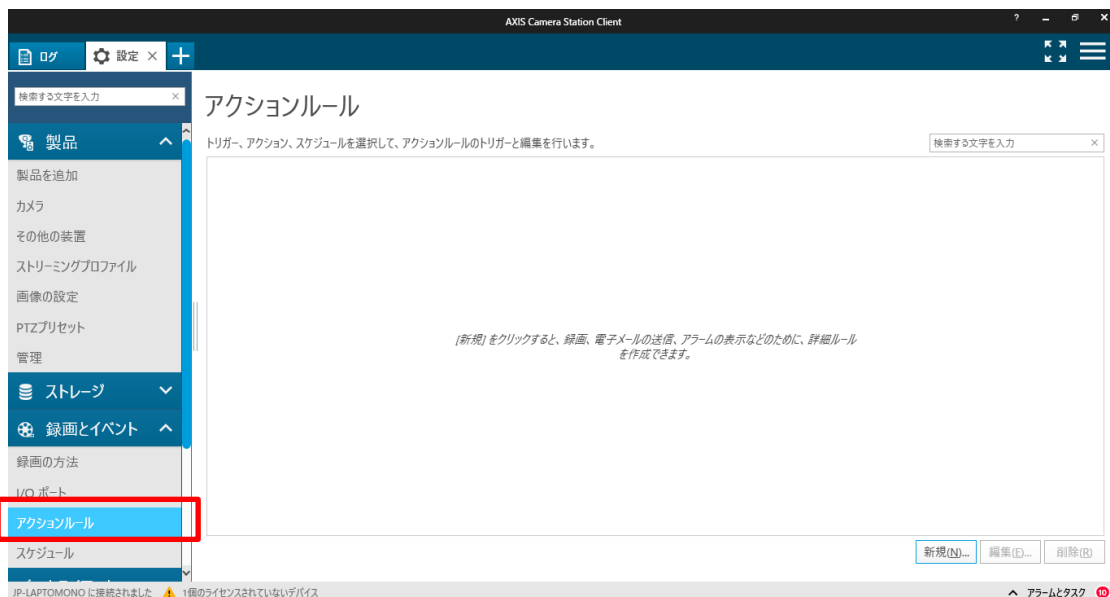 AXIS Camera Station Client
?
ログ
設定 ×
検索する文字を入力 ×
アクションルール
製品
トリガー、アクション、スケジュールを選択して、アクションルールのトリガーと編集を行います。
検索する文字を入力 ×
製品を追加
カメラ
その他の装置
ストリーミングプロファイル
画像の設定
PTZプリセット
管理
[新規] をクリックすると、録画、電子メールの送信、アラームの表示などのために、詳細ルール
を作成できます。
ストレージ
録画とイベント
録画の方法
I/O ポート
アクションルール
スケジュール
新規(N)...
編集(E)...
削除(R)
JP-LAPTOMONO に接続されました
1個のライセンスされていないデバイス
アラームとタスク
10